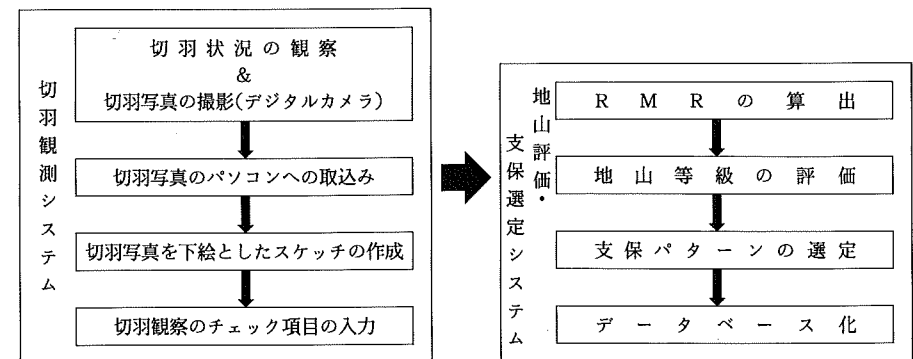 切羽観測システム
切羽状況の観察
&
切羽写真の撮影(デジタルカメラ)
切羽写真のパソコンへの取込み
切羽写真を下絵としたスケッチの作成
切羽観察のチェック項目の入力
地山評価・
支保選定システム
RMRの算出
地山等級の評価
支保パターンの選定
データベース化